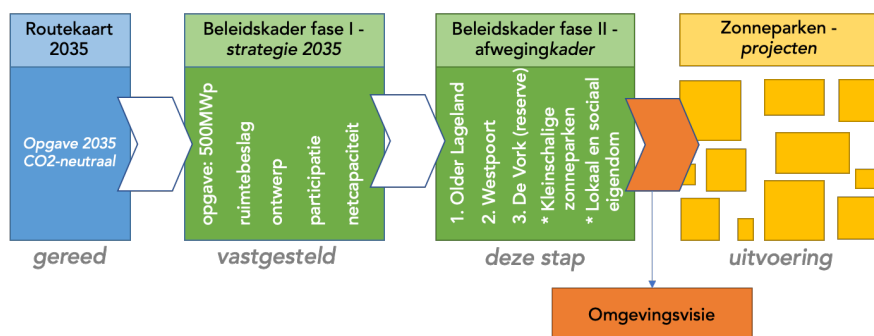 Routekaart
2035
Opgave 2035
CO2-neutraal
gereed
Beleidskader fase I -
strategie 2035
opgave: 500MWp
ruimtebeslag
ontwerp
participatie
netcapaciteit
vastgesteld
Beleidskader fase II -
afwegingkader
1. Older Lageland
2. Westpoort
3. De Vork (reserve)
* Kleinschalige
zonneparken
* Lokaal en sociaal
eigendom
deze stap
Zonneparken -
projecten
uitvoering
Omgevingsvisie